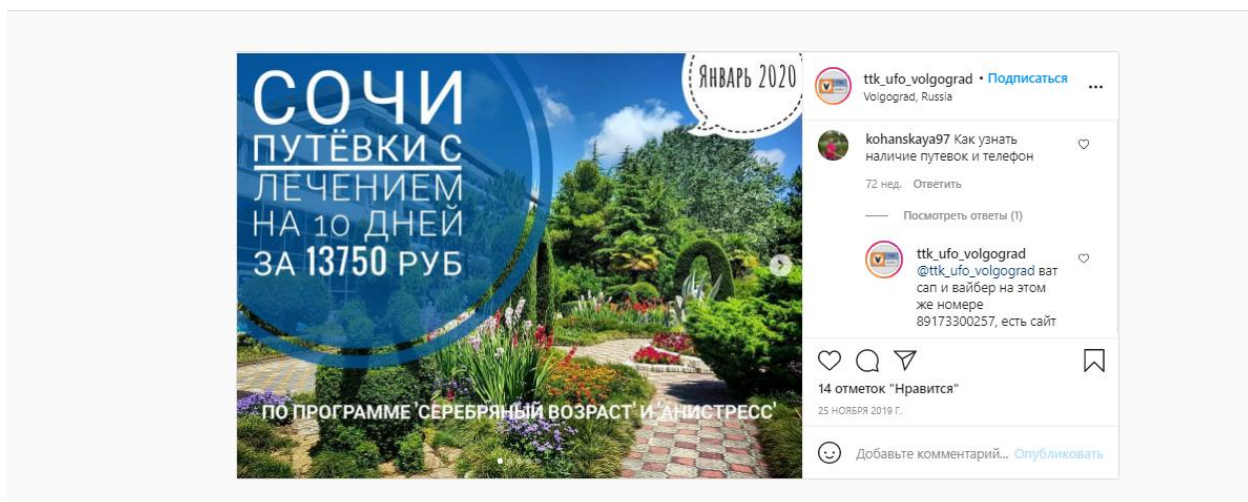 СОЧИ
ПУТЁВКИ С
ЛЕЧЕНИЕМ
НА 10 ДНЕЙ
ЗА 13750 РУБ
ЯНВАРЬ 2020
ПО ПРОГРАММЕ 'СЕРЕБРЯНЫЙ ВОЗРАСТ' И 'АНИСТРЕСС'
ttk_ufo_volgograd • Подписаться
Volgograd, Russia
kohanskaya97 Как узнать
наличие путевок и телефон
72 нед. Ответить
Посмотреть ответы (1)
ttk_ufo_volgograd
@ttk_ufo_volgograd ват
сап и вайбер на этом
же номере
89173300257, есть сайт
14 отметок "Нравится"
25 НОЯБРЯ 2019 Г.
Добавьте комментарий... Опубликовать